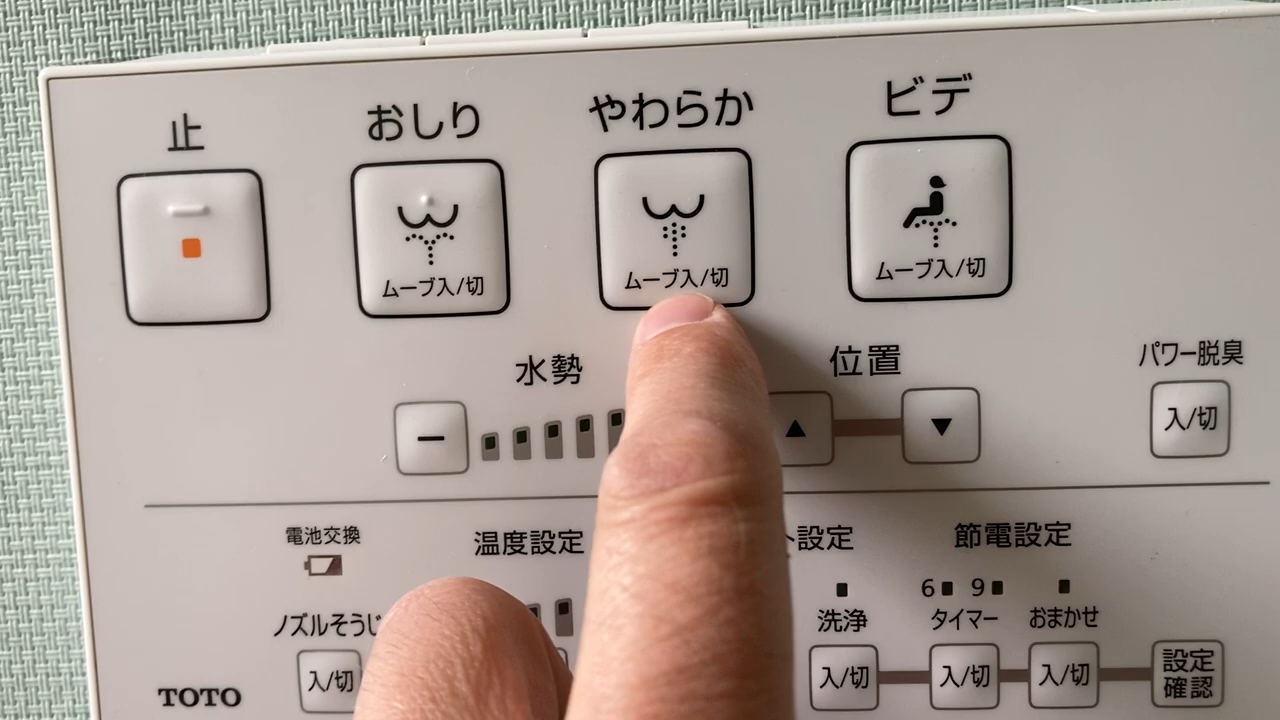 止
おしり
やわらか
ビデ
ムーブ入/切
ムーブ入/切
ムーブ入/切
水勢
位置
パワー脱臭
入/切
電池交換
温度設定
ト設定
節電設定
6 9
ノズルそうじ
洗浄
タイマー
おまかせ
TOTO
入/切
入/切
入/切
入/切
設定
確認